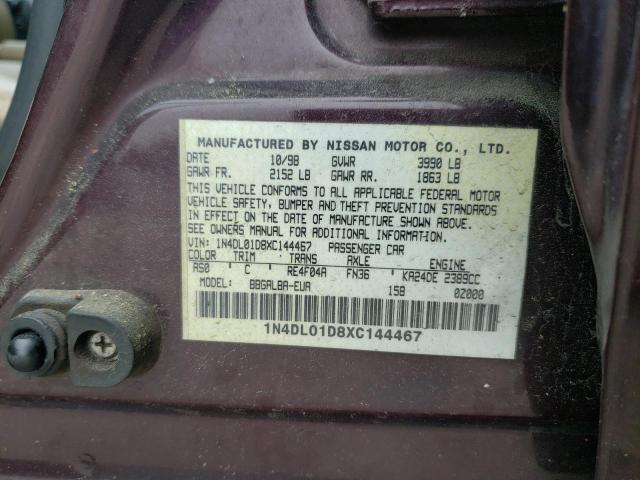 MANUFACTURED BY NISSAN MOTOR CO., LTD.
DATE 10/98 GVWR 3990 LB
GAWR FR. 2152 LB GAWR RR. 1863 LB
THIS VEHICLE CONFORMS TO ALL APPLICABLE FEDERAL MOTOR
VEHICLE SAFETY, BUMPER AND THEFT PREVENTION STANDARDS
IN EFFECT ON THE DATE OF MANUFACTURE SHOWN ABOVE.
SEE OWNERS MANUAL FOR ADDITIONAL INFORMATION.
VIN: 1N4DL01D8XC144467 PASSENGER CAR
COLOR TRIM TRANS AXLE ENGINE
AS0 C RE4F04A FN36 KA24DE 2389CC
MODEL: BBGALBA-EUA 158 0Z000
1N4DL01D8XC144467